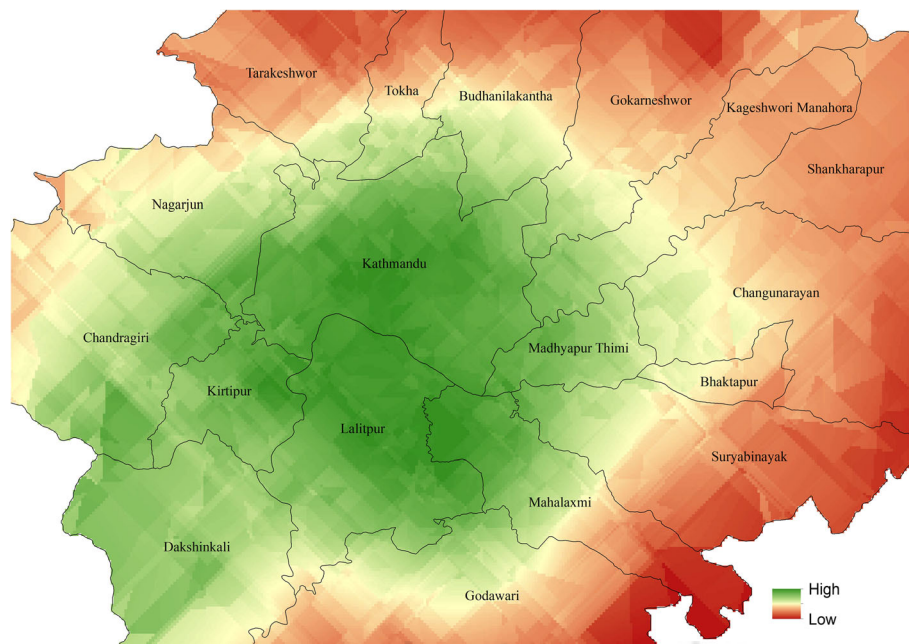 Tarakeshwor
Tokha
Budhanilakantha
Gokarneshwor
Kageshwori Manahora
Shankharapur
Nagarjun
Kathmandu
Changunarayan
Chandragiri
Madhyapur Thimi
Kirtipur
Bhaktapur
Lalitpur
Suryabinayak
Mahalaxmi
Dakshinkali
Godawari
High
Low